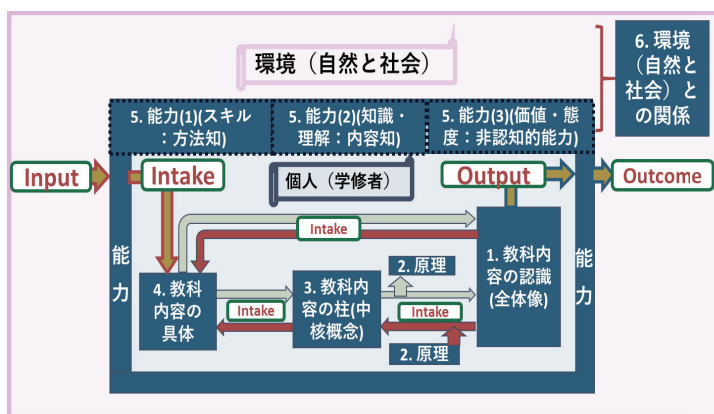 環境（自然と社会）
6. 環境
（自然と
社会）と
の関係
5. 能力(1)(スキル
：方法知)
5. 能力(2)(知識・
理解：内容知)
5. 能力(3)(価値・態
度：非認知的能力)
Input
Intake
個人（学修者）
Output
Outcome
能力
Intake
能力
4. 教科
内容の
具体
3. 教科内
容の柱(中
核概念)
2. 原理
1. 教科内
容の認識
(全体像)
Intake
Intake
2. 原理